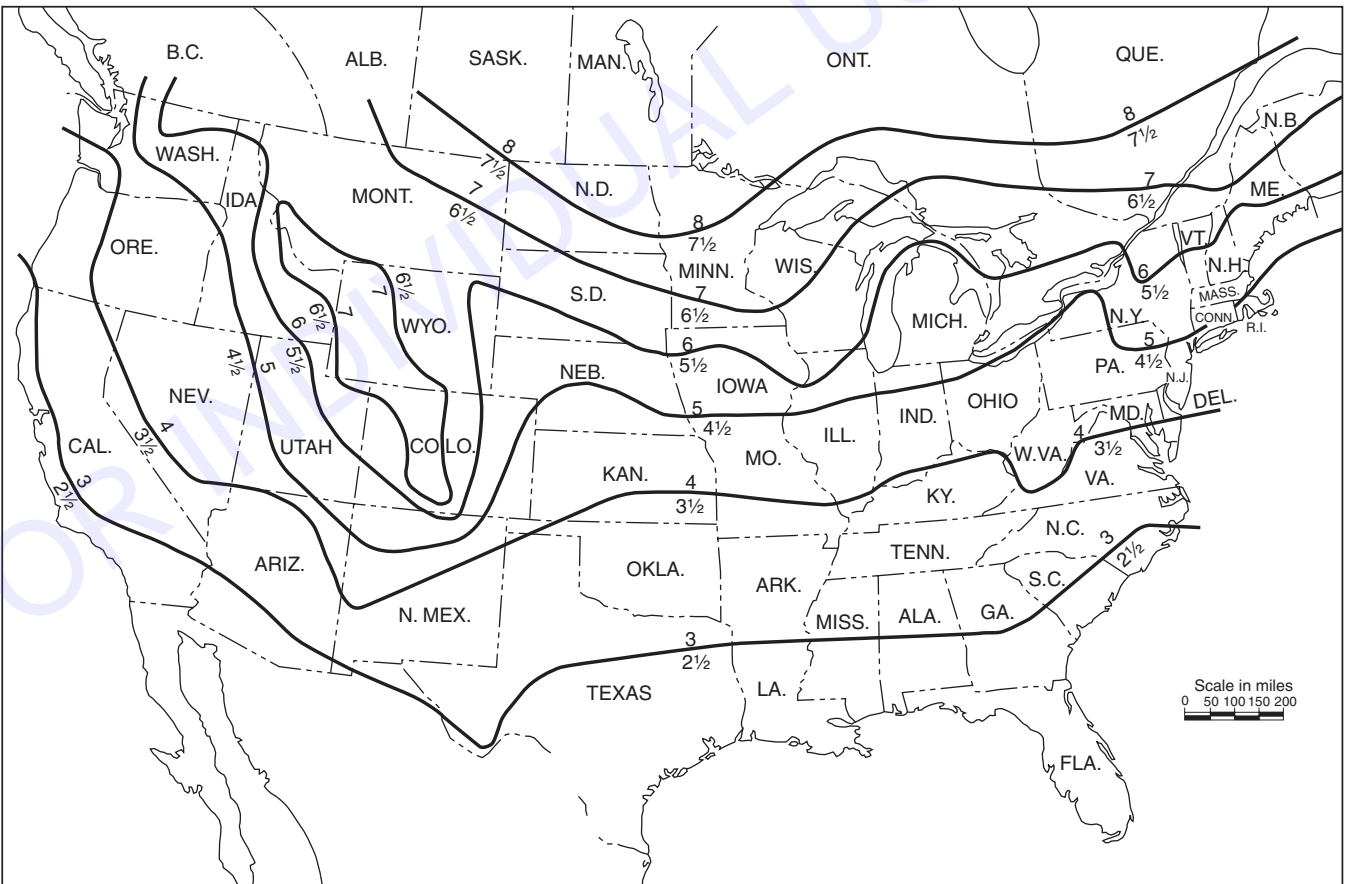 FOR INDIVIDUAL US
B.C.
ALB.
SASK.
MAN.
ONT.
QUE.
N.B.
WASH.
IDA
MONT.
N.D.
MINN.
WIS.
MICH.
ME.
VT.
N.H.
MASS.
CONN.
R.I.
N.Y.
ORE.
WYO.
S.D.
IOWA
NEB.
NEV.
UTAH
COLO.
CAL.
KAN.
MO.
ILL.
IND.
OHIO
PA.
N.J.
DEL.
MD.
W.VA.
VA.
KY.
N.C.
TENN.
S.C.
ARIZ.
N. MEX.
OKLA.
ARK.
MISS.
ALA.
GA.
TEXAS
LA.
FLA.
8
7½
8
7½
8
7½
7
6½
7
6½
7
6½
6½
7
6½
7
6
5½
6
5½
6
5½
5
4½
5
4½
5
4½
4
3½
4
3½
4
3½
3
2½
3
2½
3
2½
Scale in miles
0 50 100 150 200